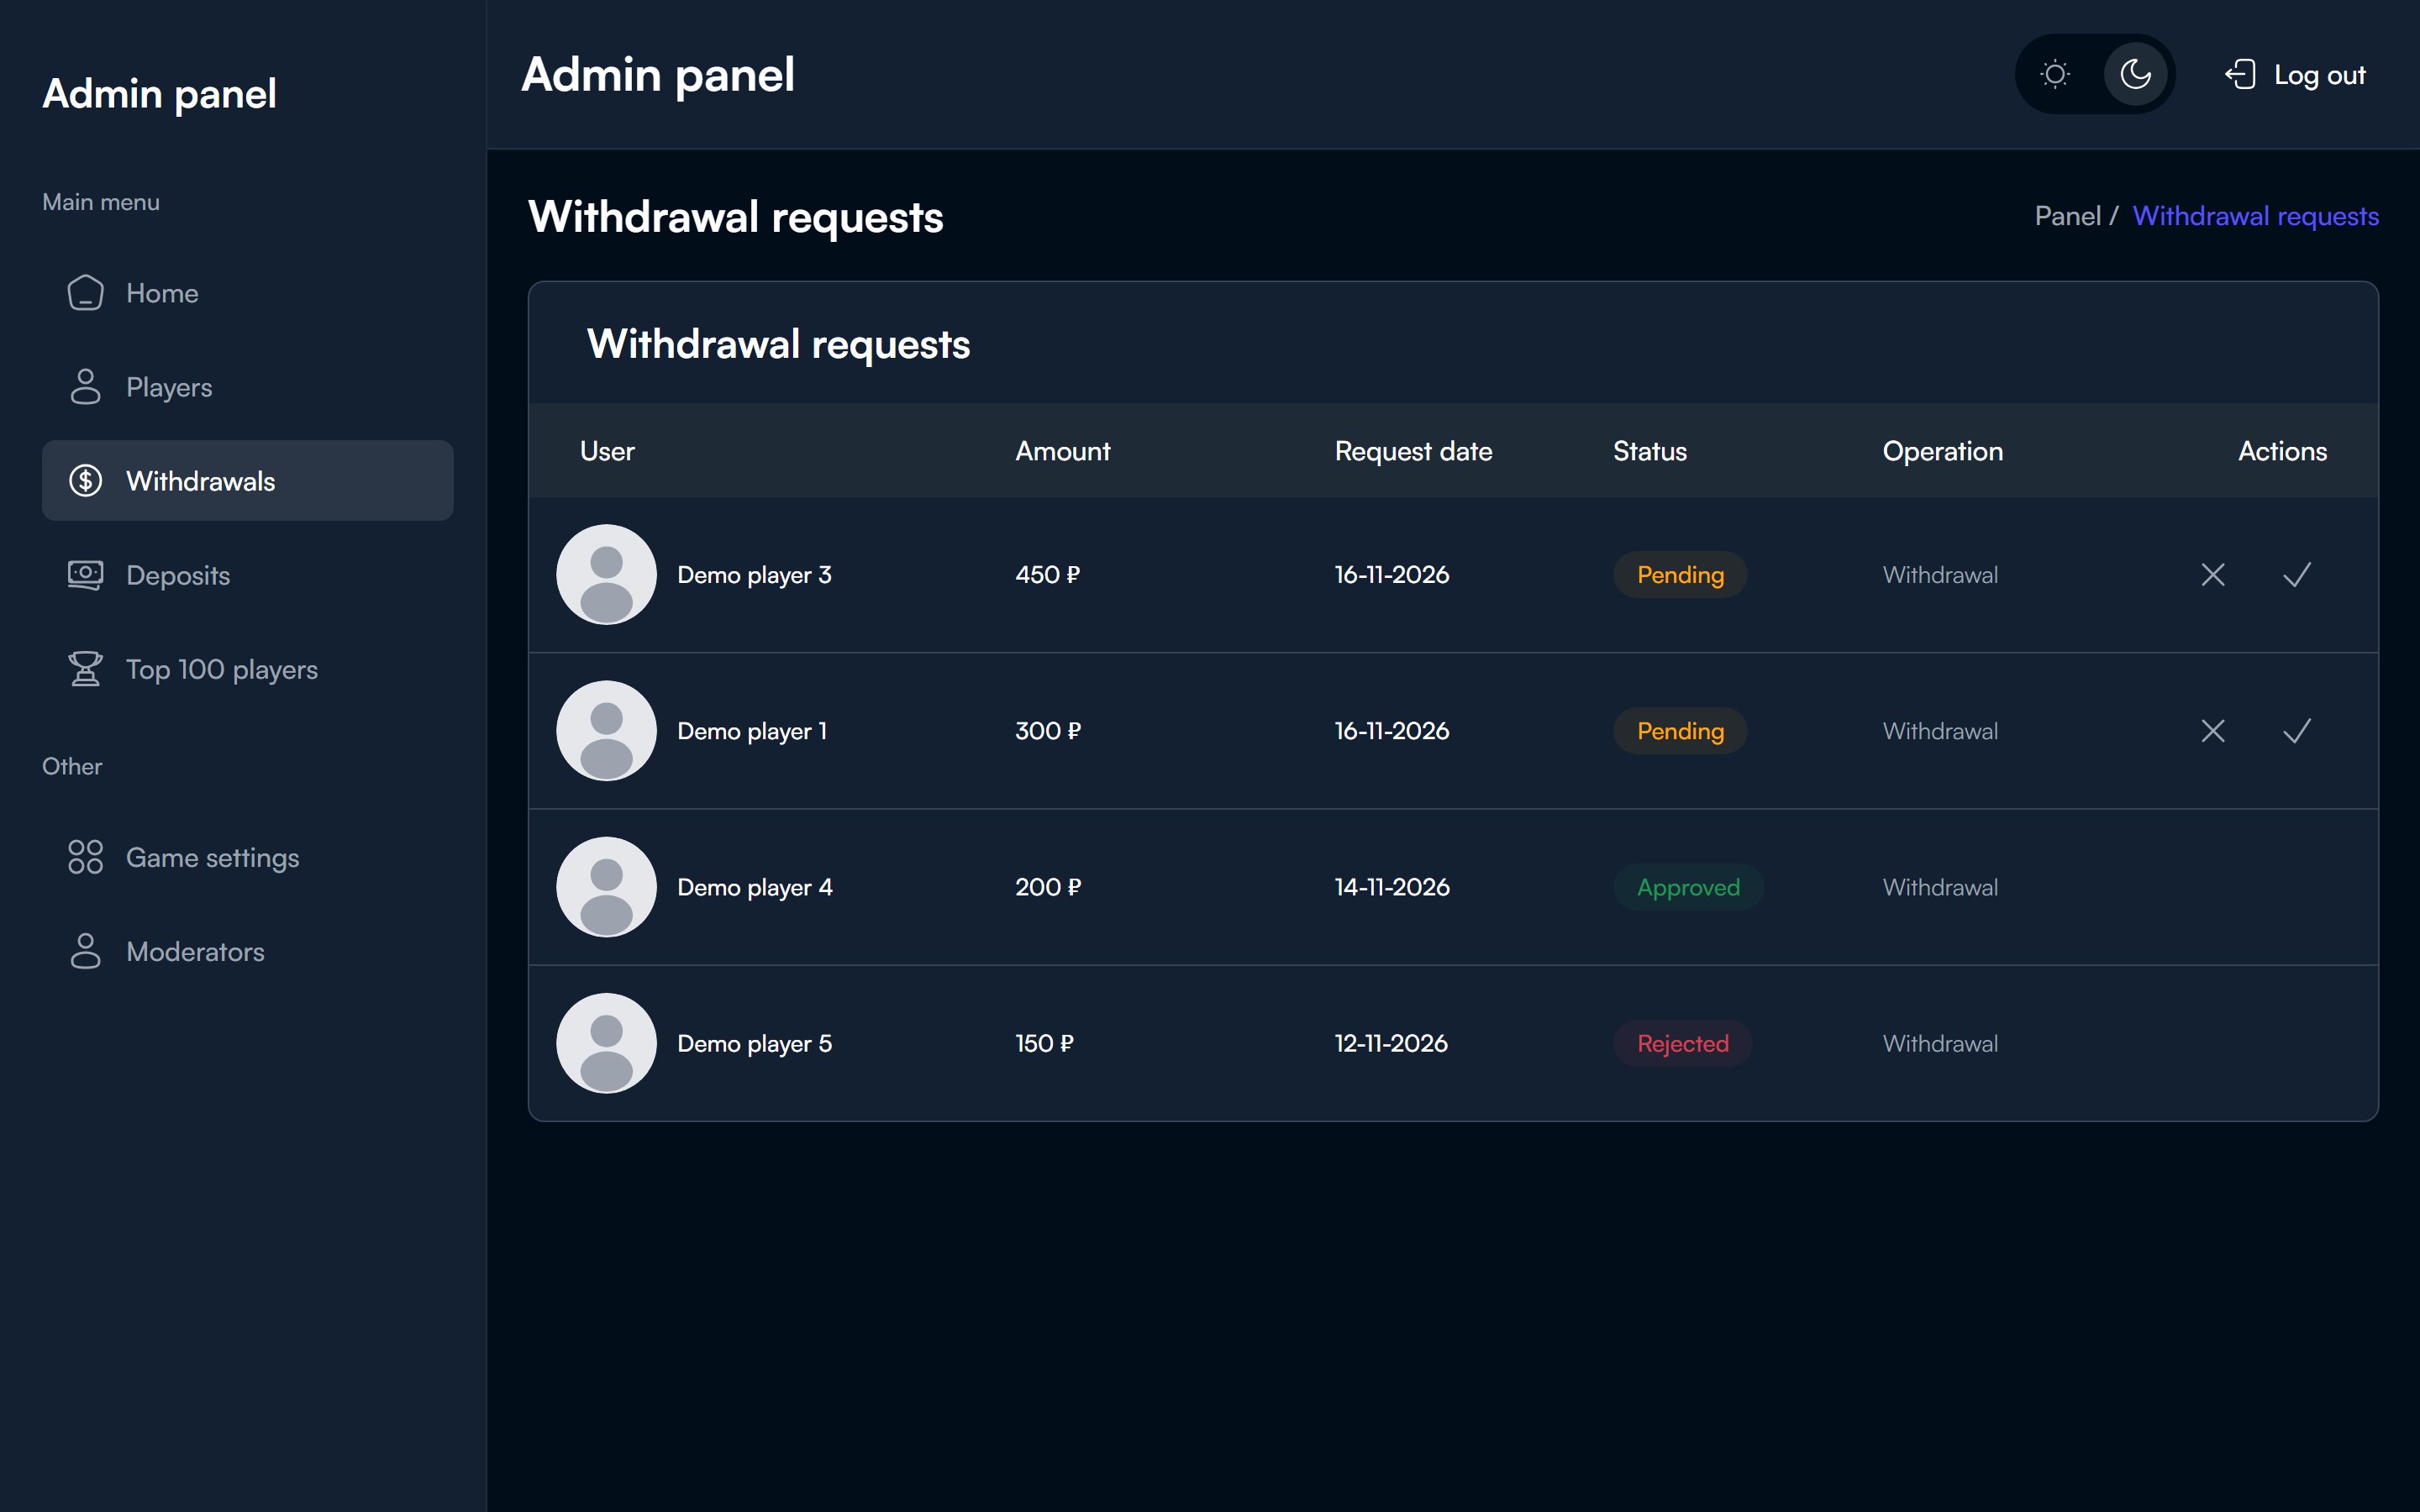 Admin panel
Main menu
Home
Players
Withdrawals
Deposits
Top 100 players
Other
Game settings
Moderators
Admin panel
Log out
Withdrawal requests
Panel / Withdrawal requests
Withdrawal requests
User Amount Request date Status Operation Actions
Demo player 3 450 ₽ 16-11-2026 Pending Withdrawal
Demo player 1 300 ₽ 16-11-2026 Pending Withdrawal
Demo player 4 200 ₽ 14-11-2026 Approved Withdrawal
Demo player 5 150 ₽ 12-11-2026 Rejected Withdrawal